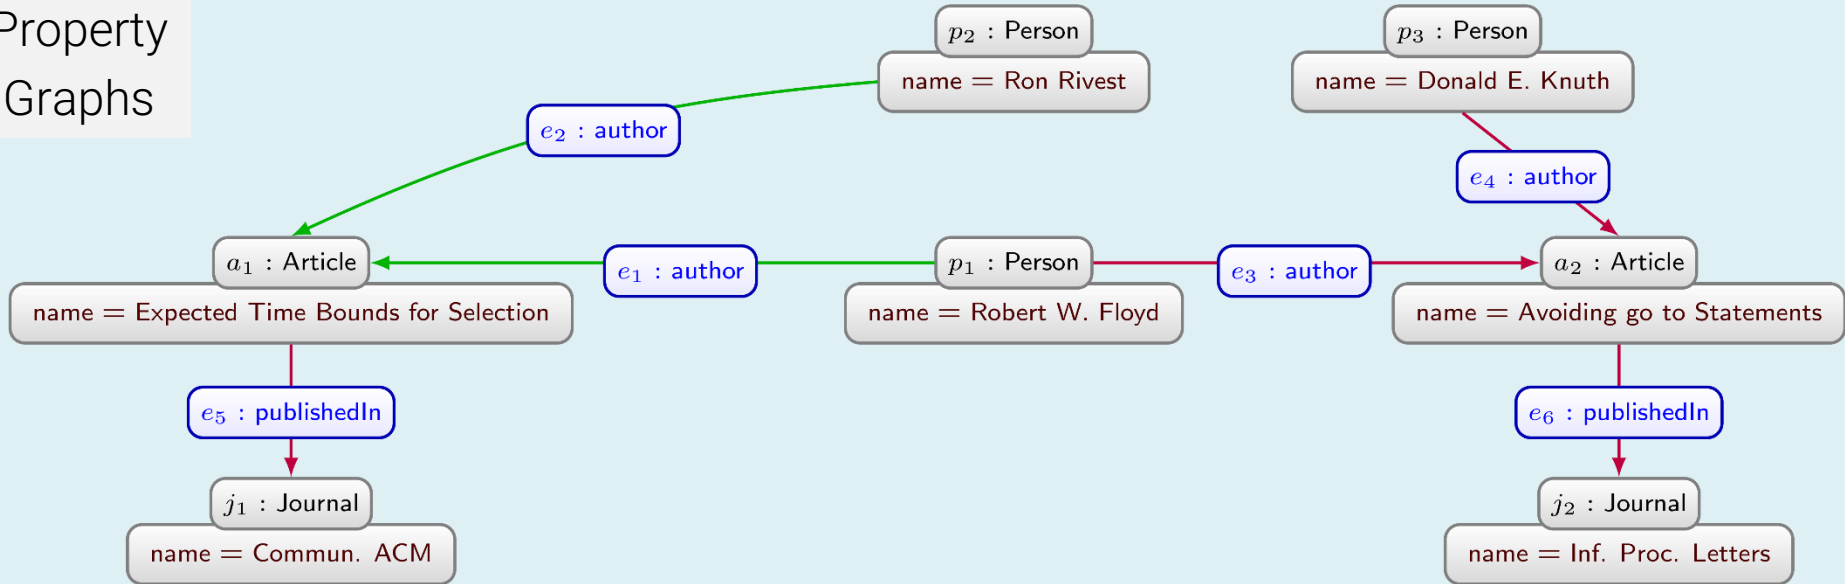 Property
Graphs
p₂ : Person
name = Ron Rivest
p₃ : Person
name = Donald E. Knuth
e₂ : author
e₄ : author
a₁ : Article
name = Expected Time Bounds for Selection
e₁ : author
p₁ : Person
name = Robert W. Floyd
e₃ : author
a₂ : Article
name = Avoiding go to Statements
e₅ : publishedIn
e₆ : publishedIn
j₁ : Journal
name = Commun. ACM
j₂ : Journal
name = Inf. Proc. Letters